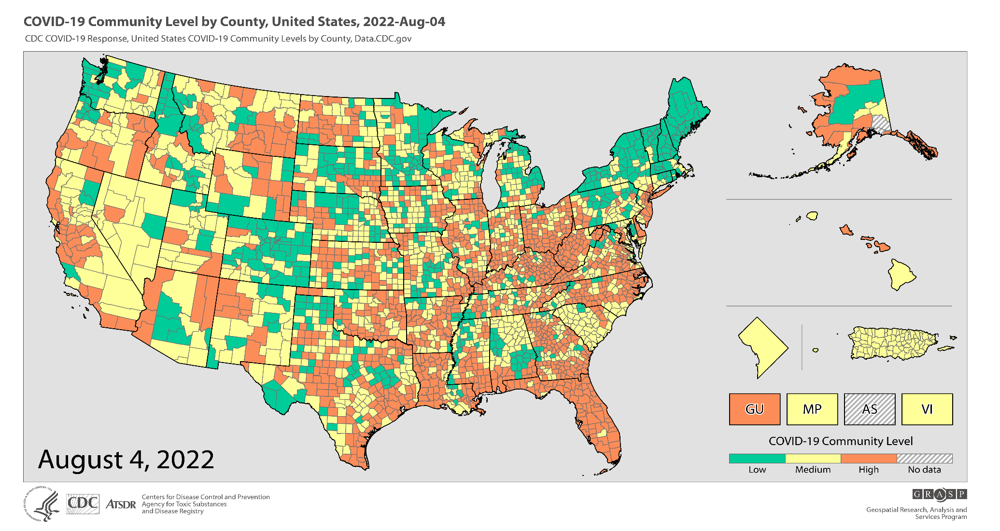 COVID-19 Community Level by County, United States, 2022-Aug-04
CDC COVID-19 Response, United States COVID-19 Community Levels by County, Data.CDC.gov
GU
MP
AS
VI
COVID-19 Community Level
Low
Medium
High
No data
August 4, 2022
CDC
ATSDR
Centers for Disease Control and Prevention
Agency for Toxic Substances
and Disease Registry
GRASP
Geospatial Research, Analysis and
Services Program